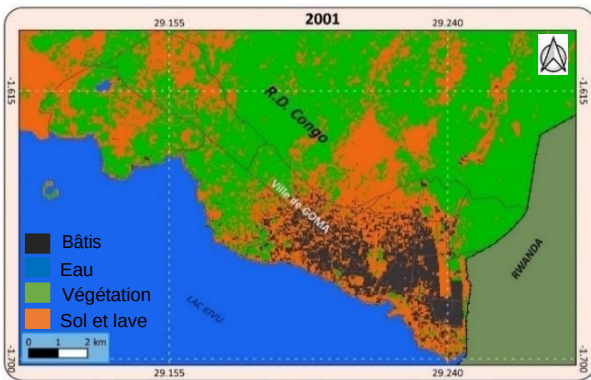 2001
29.155 29.240
-1.615 -1.615
R.D. Congo
Ville de GOMA
RWANDA
LAC KIVU
Bâtis
Eau
Végétation
Sol et lave
0 1 2 km
-1.700 -1.700
29.155 29.240